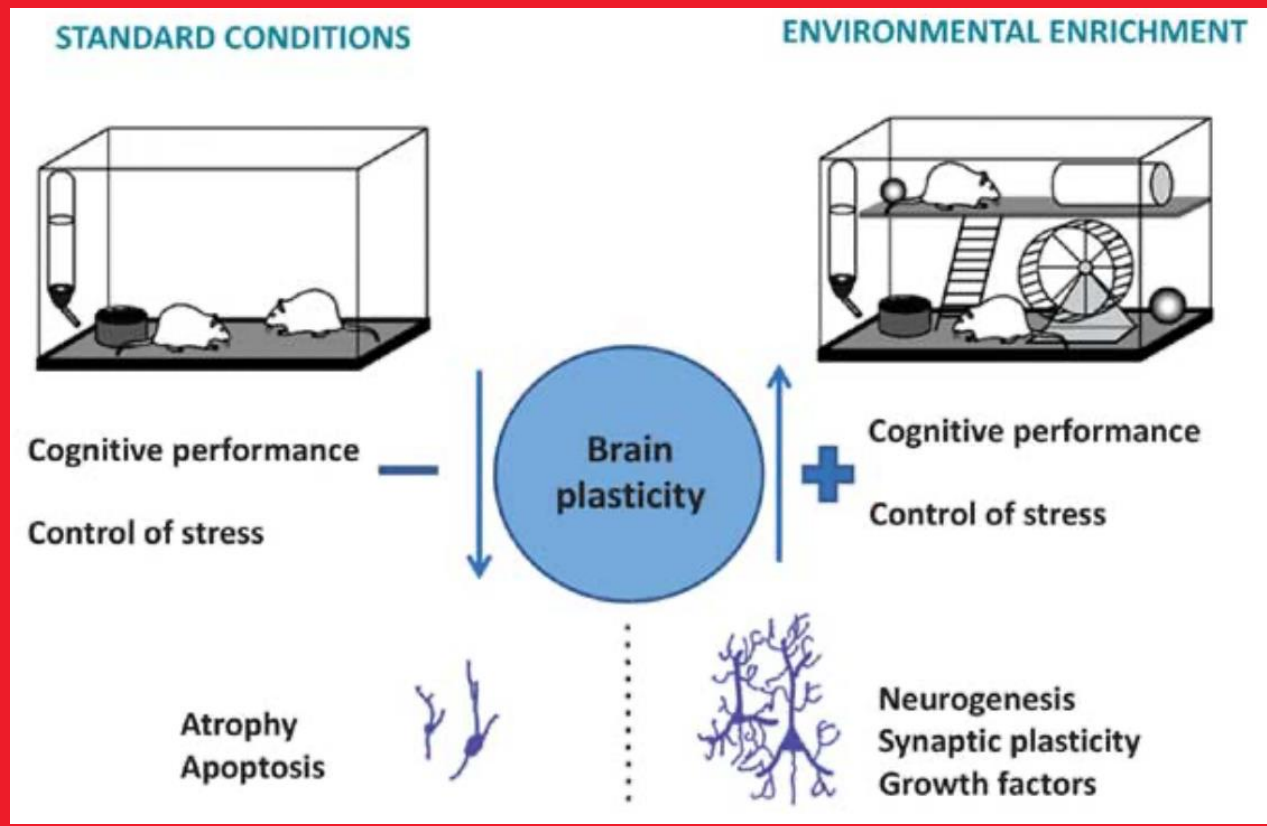 STANDARD CONDITIONS
ENVIRONMENTAL ENRICHMENT
Cognitive performance
Control of stress
Brain
plasticity
Cognitive performance
Control of stress
Atrophy
Apoptosis
Neurogenesis
Synaptic plasticity
Growth factors